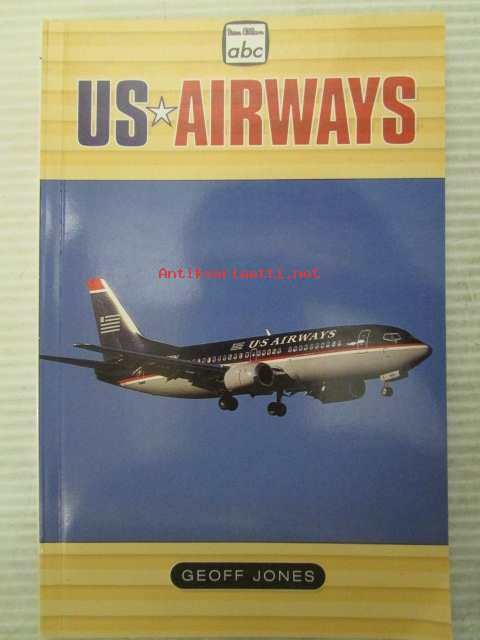 Ian Allan
abc
US AIRWAYS
Antikvariaatti.net
US AIRWAYS
GEOFF JONES